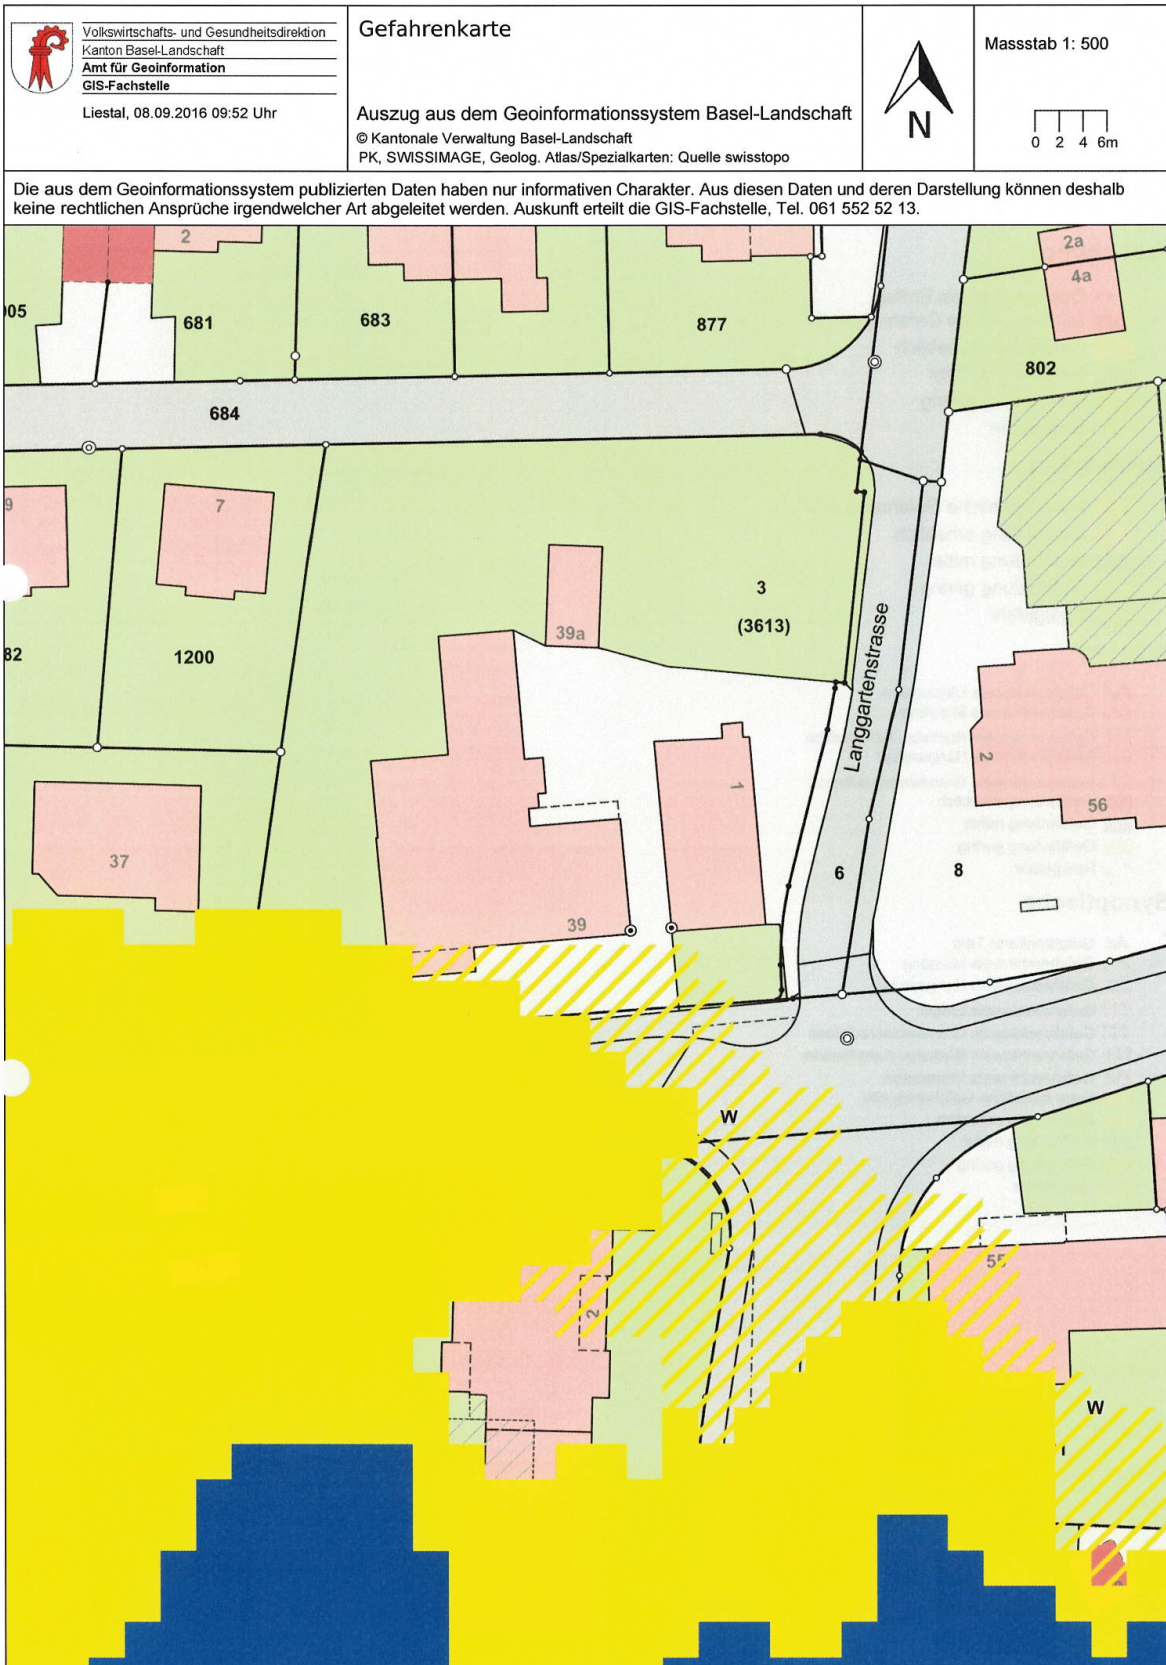 Volkswirtschafts- und Gesundheitsdirektion
Kanton Basel-Landschaft
Amt für Geoinformation
GIS-Fachstelle
Liestal, 08.09.2016 09:52 Uhr
Gefahrenkarte
Auszug aus dem Geoinformationssystem Basel-Landschaft
© Kantonale Verwaltung Basel-Landschaft
PK, SWISSIMAGE, Geolog. Atlas/Spezialkarten: Quelle swisstopo
N
Massstab 1: 500
0 2 4 6m
Die aus dem Geoinformationssystem publizierten Daten haben nur informativen Charakter. Aus diesen Daten und deren Darstellung können deshalb
keine rechtlichen Ansprüche irgendwelcher Art abgeleitet werden. Auskunft erteilt die GIS-Fachstelle, Tel. 061 552 52 13.
2
2a
4a
05
681
683
877
802
684
9
7
3
(3613)
39a
82
1200
Langgartenstrasse
2
1
56
37
6
8
39
W
55
2
W